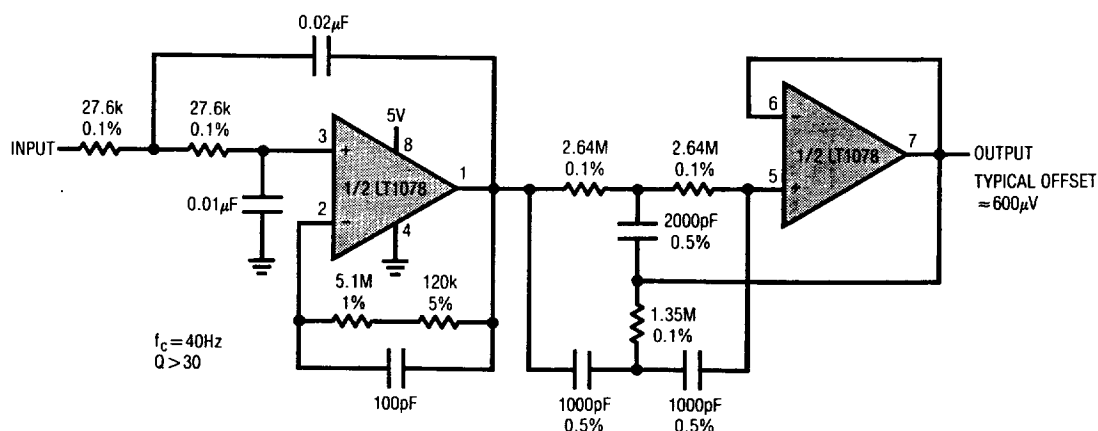 0.02µF
27.6k
0.1%
27.6k
0.1%
INPUT
0.01µF
3
+
5V
8
1/2 LT1078
1
2
−
4
5.1M
1%
120k
5%
100pF
f_c = 40Hz
Q > 30
2.64M
0.1%
2.64M
0.1%
2000pF
0.5%
1.35M
0.1%
1000pF
0.5%
1000pF
0.5%
6
−
1/2 LT1078
5
+
7
OUTPUT
TYPICAL OFFSET
≈600µV